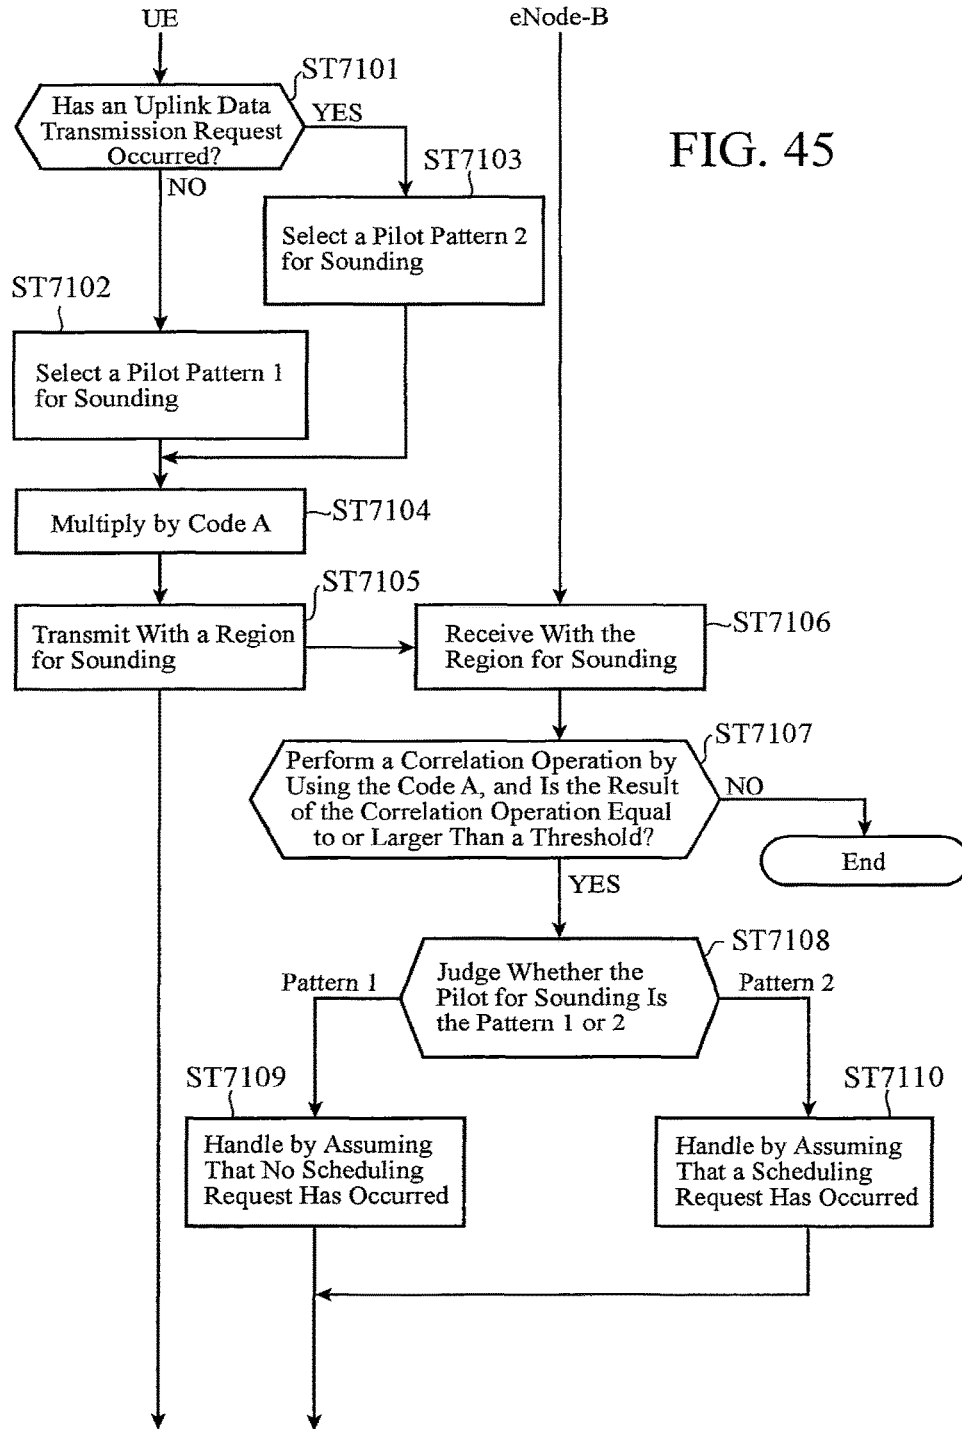 UE
eNode-B
ST7101
Has an Uplink Data
Transmission Request
Occurred?
YES
NO
FIG. 45
ST7103
Select a Pilot Pattern 2
for Sounding
ST7102
Select a Pilot Pattern 1
for Sounding
Multiply by Code A
ST7104
ST7105
Transmit With a Region
for Sounding
Receive With the
Region for Sounding
ST7106
ST7107
Perform a Correlation Operation by
Using the Code A, and Is the Result
of the Correlation Operation Equal
to or Larger Than a Threshold?
NO
End
YES
ST7108
Judge Whether the
Pilot for Sounding Is
the Pattern 1 or 2
Pattern 1
Pattern 2
ST7109
Handle by Assuming
That No Scheduling
Request Has Occurred
ST7110
Handle by Assuming
That a Scheduling
Request Has Occurred